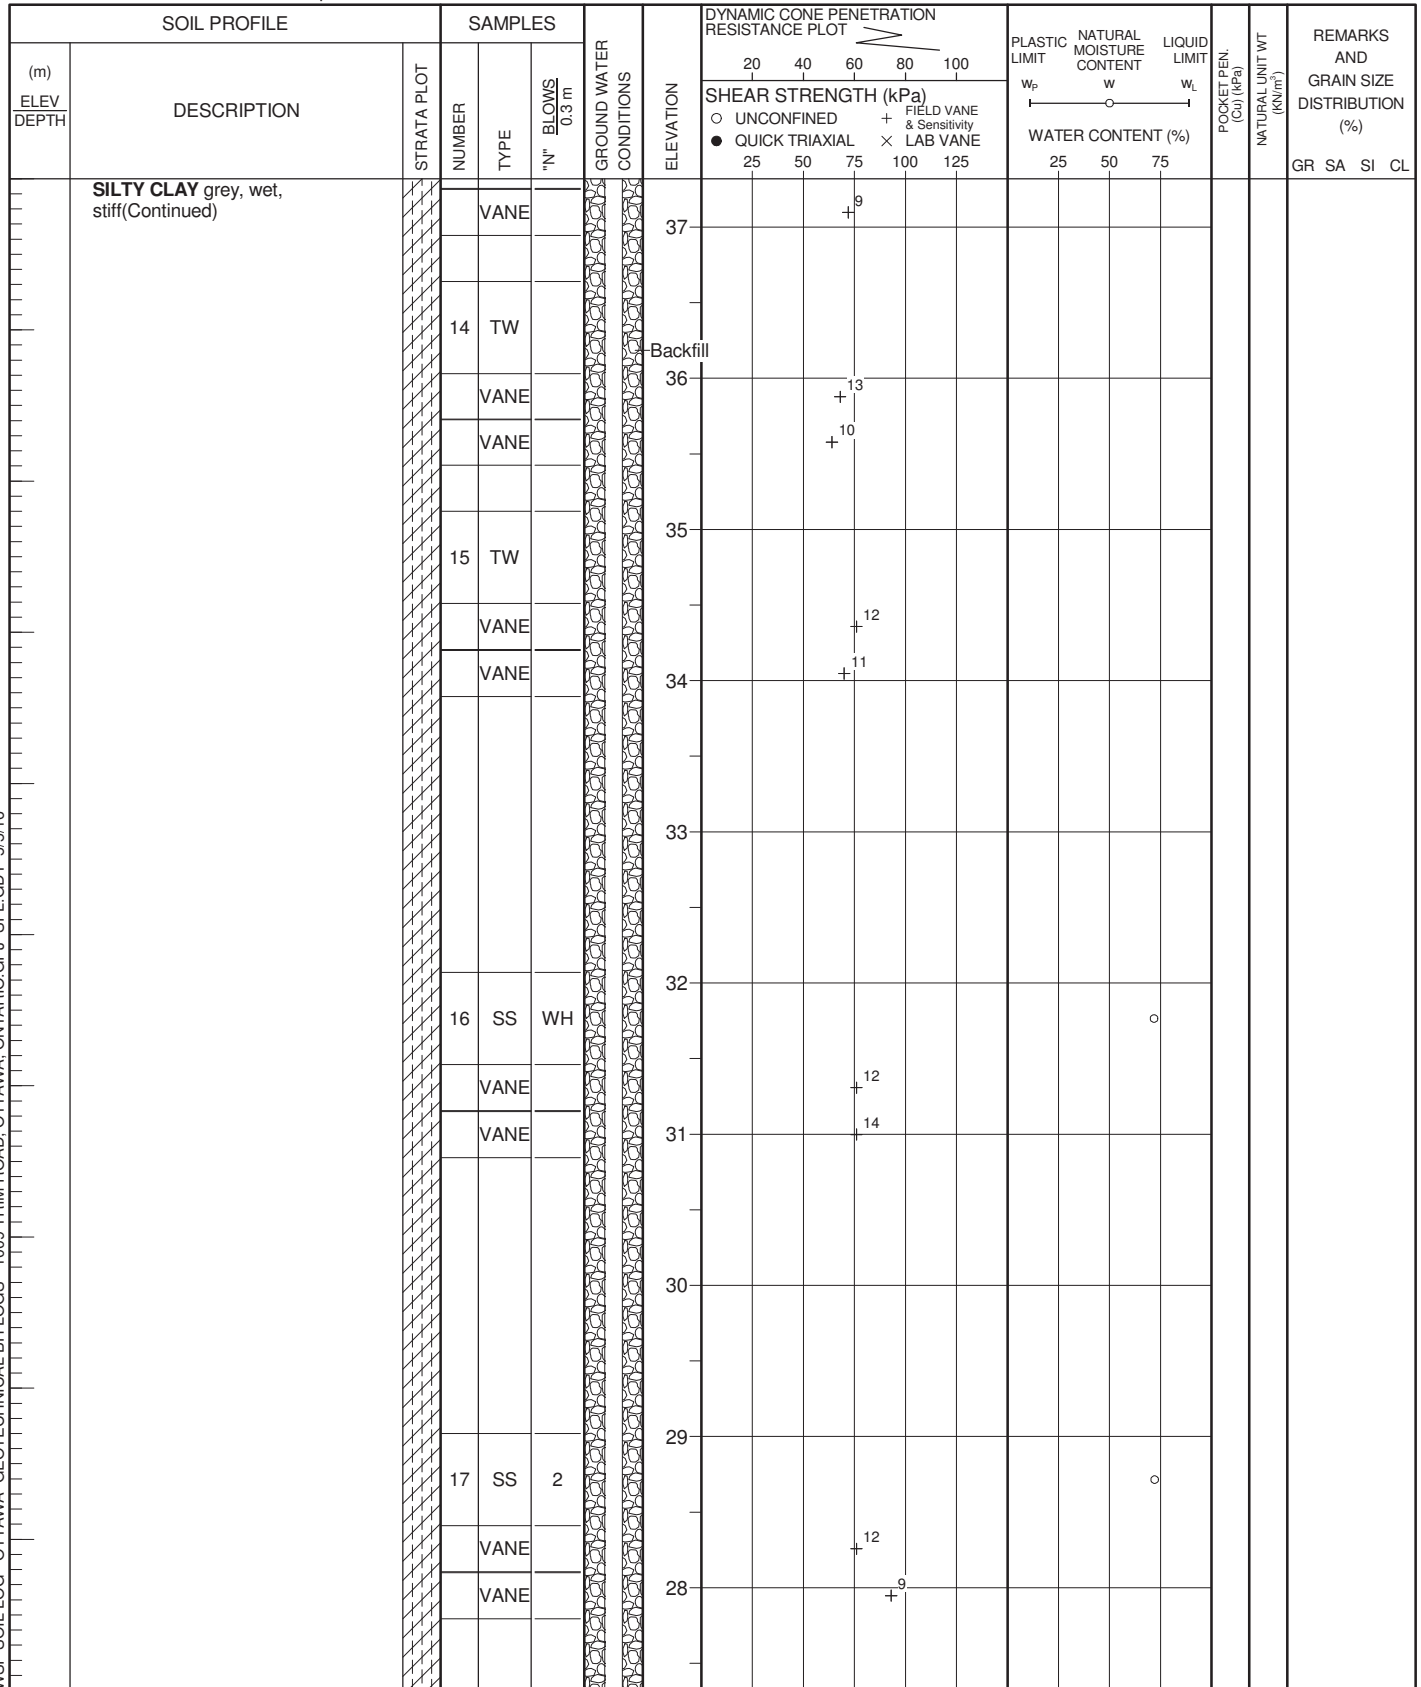 SOIL PROFILE
SAMPLES
DYNAMIC CONE PENETRATION
RESISTANCE PLOT
20 40 60 80 100
(m)
ELEV
DEPTH
DESCRIPTION
STRATA PLOT
NUMBER
TYPE
"N" BLOWS
0.3 m
GROUND WATER
CONDITIONS
ELEVATION
SHEAR STRENGTH (kPa)
○ UNCONFINED + FIELD VANE
& Sensitivity
● QUICK TRIAXIAL × LAB VANE
25 50 75 100 125
PLASTIC
LIMIT
NATURAL
MOISTURE
CONTENT
LIQUID
LIMIT
WP W WL
WATER CONTENT (%)
25 50 75
POCKET PEN.
(Cu) (kPa)
NATURAL UNIT WT
(KN/m³)
REMARKS
AND
GRAIN SIZE
DISTRIBUTION
(%)
GR SA SI CL
SILTY CLAY grey, wet,
stiff(Continued)
VANE
9
37
14 TW
Backfill
36
VANE
13
VANE
10
35
15 TW
VANE
12
VANE
11
34
33
32
16 SS WH
VANE
12
VANE
14
31
30
29
17 SS 2
VANE
12
VANE
9
28